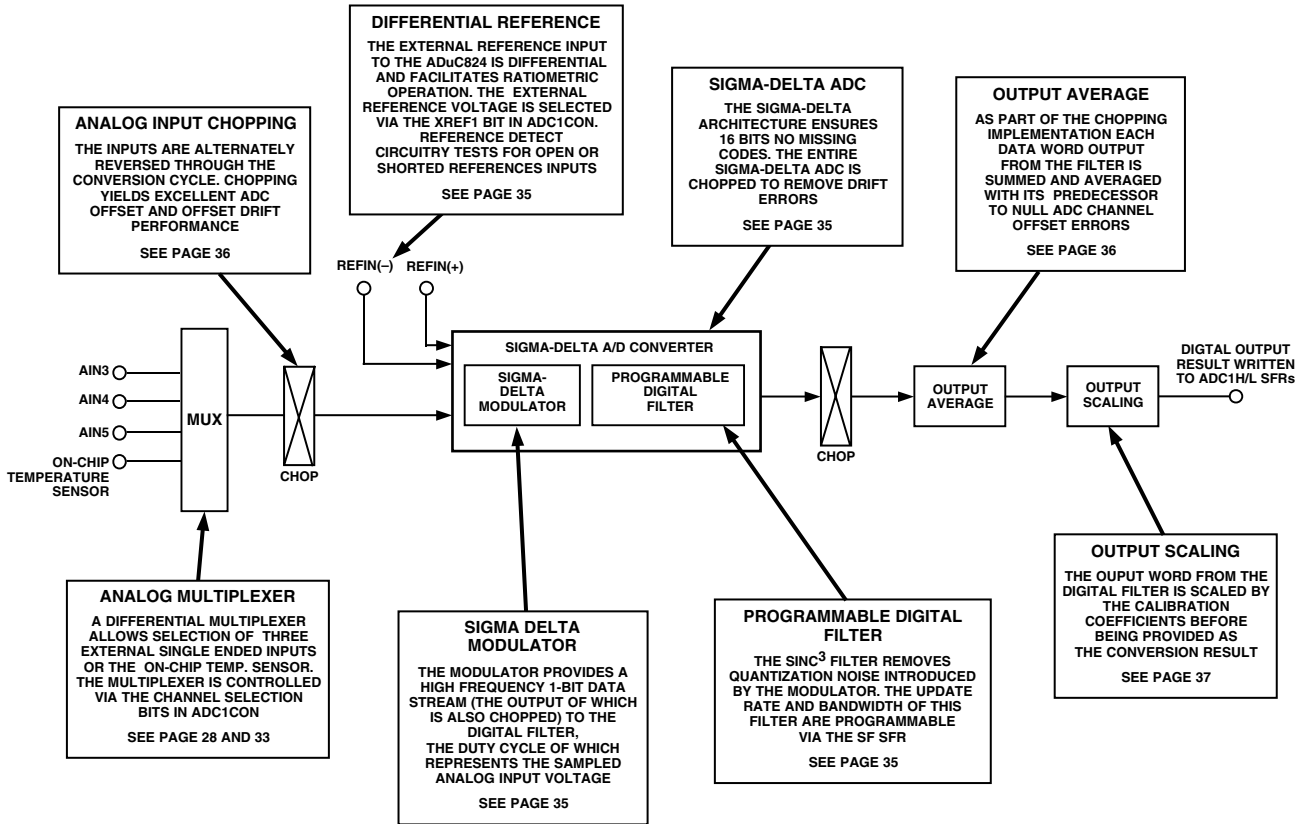 DIFFERENTIAL REFERENCE
THE EXTERNAL REFERENCE INPUT
TO THE ADuC824 IS DIFFERENTIAL
AND FACILITATES RATIOMETRIC
OPERATION. THE EXTERNAL
REFERENCE VOLTAGE IS SELECTED
VIA THE XREF1 BIT IN ADC1CON.
REFERENCE DETECT
CIRCUITRY TESTS FOR OPEN OR
SHORTED REFERENCES INPUTS
SEE PAGE 35
ANALOG INPUT CHOPPING
THE INPUTS ARE ALTERNATELY
REVERSED THROUGH THE
CONVERSION CYCLE. CHOPPING
YIELDS EXCELLENT ADC
OFFSET AND OFFSET DRIFT
PERFORMANCE
SEE PAGE 36
SIGMA-DELTA ADC
THE SIGMA-DELTA
ARCHITECTURE ENSURES
16 BITS NO MISSING
CODES. THE ENTIRE
SIGMA-DELTA ADC IS
CHOPPED TO REMOVE DRIFT
ERRORS
SEE PAGE 35
OUTPUT AVERAGE
AS PART OF THE CHOPPING
IMPLEMENTATION EACH
DATA WORD OUTPUT
FROM THE FILTER IS
SUMMED AND AVERAGED
WITH ITS PREDECESSOR
TO NULL ADC CHANNEL
OFFSET ERRORS
SEE PAGE 36
REFIN(–) REFIN(+)
AIN3
AIN4
AIN5
ON-CHIP
TEMPERATURE
SENSOR
MUX
CHOP
SIGMA-DELTA A/D CONVERTER
SIGMA-
DELTA
MODULATOR
PROGRAMMABLE
DIGITAL
FILTER
CHOP
OUTPUT
AVERAGE
OUTPUT
SCALING
DIGTAL OUTPUT
RESULT WRITTEN
TO ADC1H/L SFRs
ANALOG MULTIPLEXER
A DIFFERENTIAL MULTIPLEXER
ALLOWS SELECTION OF THREE
EXTERNAL SINGLE ENDED INPUTS
OR THE ON-CHIP TEMP. SENSOR.
THE MULTIPLEXER IS CONTROLLED
VIA THE CHANNEL SELECTION
BITS IN ADC1CON
SEE PAGE 28 AND 33
SIGMA DELTA
MODULATOR
THE MODULATOR PROVIDES A
HIGH FREQUENCY 1-BIT DATA
STREAM (THE OUTPUT OF WHICH
IS ALSO CHOPPED) TO THE
DIGITAL FILTER,
THE DUTY CYCLE OF WHICH
REPRESENTS THE SAMPLED
ANALOG INPUT VOLTAGE
SEE PAGE 35
PROGRAMMABLE DIGITAL
FILTER
THE SINC³ FILTER REMOVES
QUANTIZATION NOISE INTRODUCED
BY THE MODULATOR. THE UPDATE
RATE AND BANDWIDTH OF THIS
FILTER ARE PROGRAMMABLE
VIA THE SF SFR
SEE PAGE 35
OUTPUT SCALING
THE OUPUT WORD FROM THE
DIGITAL FILTER IS SCALED BY
THE CALIBRATION
COEFFICIENTS BEFORE
BEING PROVIDED AS
THE CONVERSION RESULT
SEE PAGE 37